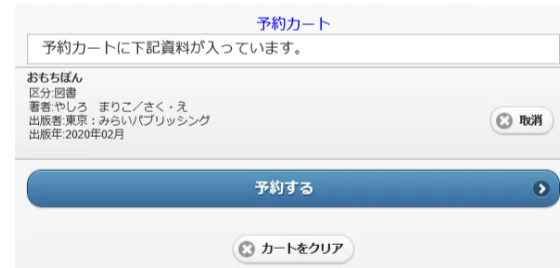 予約カート
予約カートに下記資料が入っています。
おもちぽん
区分:図書
著者:やしろ　まりこ／さく・え
出版者:東京：みらいパブリッシング
出版年:2020年02月
取消
予約する
カートをクリア